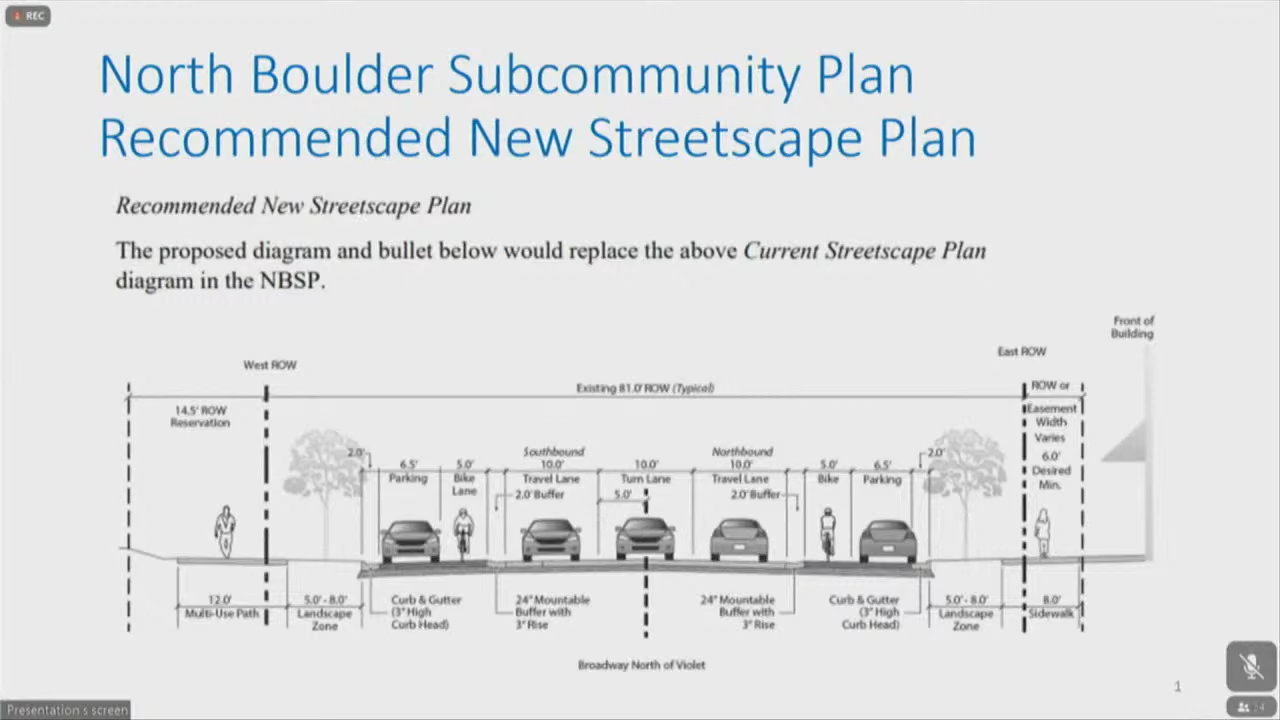 REC
North Boulder Subcommunity Plan
Recommended New Streetscape Plan
Recommended New Streetscape Plan
The proposed diagram and bullet below would replace the above Current Streetscape Plan
diagram in the NBSP.
Front of
Building
West ROW
East ROW
Existing 81.0' ROW (Typical)
14.5' ROW
Reservation
ROW or
Easement
Width
Varies
6.0'
Desired
Min.
2.0'
6.5'
Parking
5.0'
Bike
Lane
Southbound
10.0'
Travel Lane
2.0' Buffer
10.0'
Turn Lane
5.0'
Northbound
10.0'
Travel Lane
2.0' Buffer
5.0'
Bike
6.5'
Parking
2.0'
12.0'
Multi-Use Path
5.0' - 8.0'
Landscape
Zone
Curb & Gutter
(3" High
Curb Head)
24" Mountable
Buffer with
3" Rise
24" Mountable
Buffer with
3" Rise
Curb & Gutter
(3" High
Curb Head)
5.0' - 8.0'
Landscape
Zone
8.0'
Sidewalk
Broadway North of Violet
1
Presentation's screen